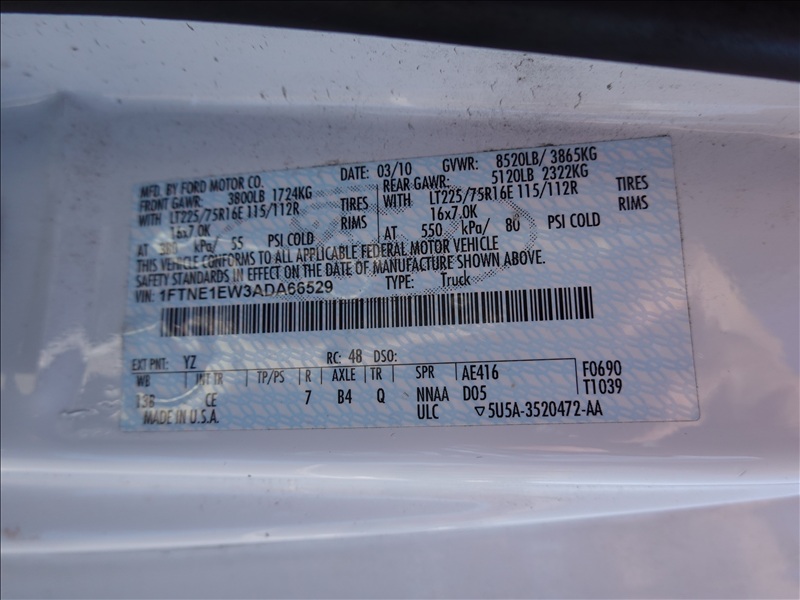 MFD. BY FORD MOTOR CO. DATE: 03/10 GVWR: 8520LB/ 3865KG
FRONT GAWR: 3800LB 1724KG REAR GAWR: 5120LB 2322KG
WITH LT225/75R16E 115/112R TIRES WITH LT225/75R16E 115/112R TIRES
16x7.0K RIMS 16x7.0K RIMS
AT 380 kPa/ 55 PSI COLD AT 550 kPa/ 80 PSI COLD
THIS VEHICLE CONFORMS TO ALL APPLICABLE FEDERAL MOTOR VEHICLE
SAFETY STANDARDS IN EFFECT ON THE DATE OF MANUFACTURE SHOWN ABOVE.
VIN: 1FTNE1EW3ADA66529 TYPE: Truck
EXT PNT: YZ RC: 48 DSO:
WB INT TR TP/PS R AXLE TR SPR AE416 F0690
138 CE 7 B4 Q NNAA D05 T1039
MADE IN U.S.A. ULC ▽5U5A-3520472-AA